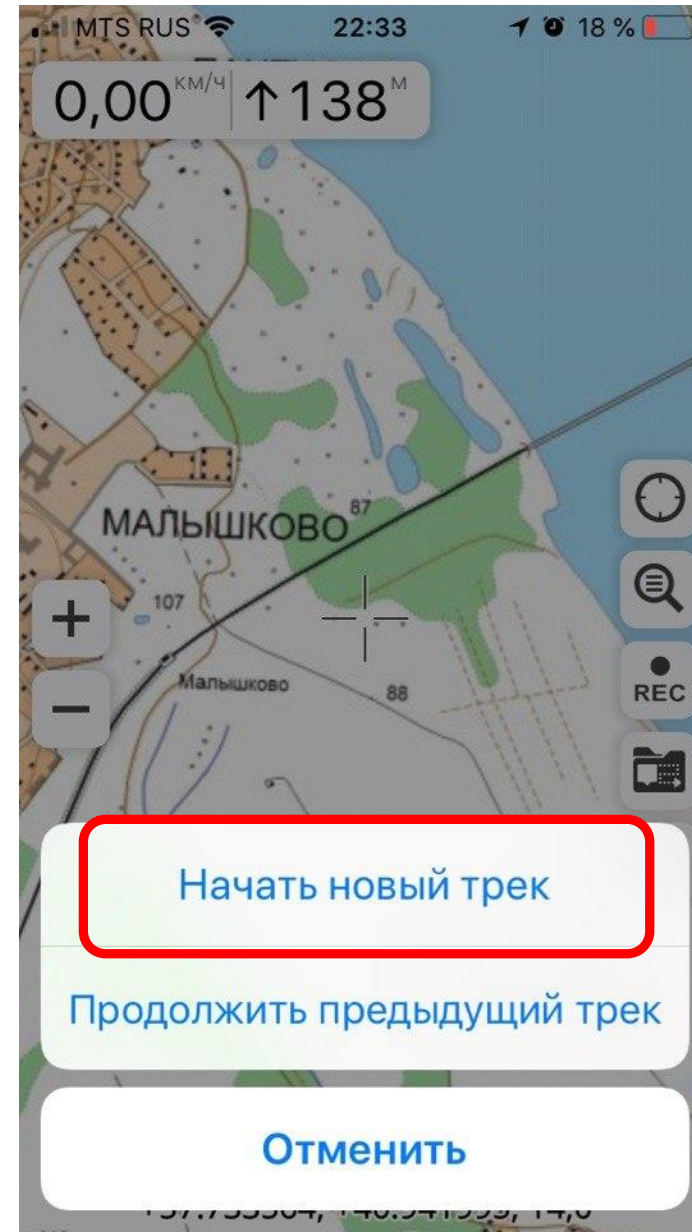 MTS RUS 22:33 18 %
0,00 км/ч ↑138 м
87
МАЛЫШКОВО
107
+
Малышково
88
−
REC
Начать новый трек
Продолжить предыдущий трек
Отменить